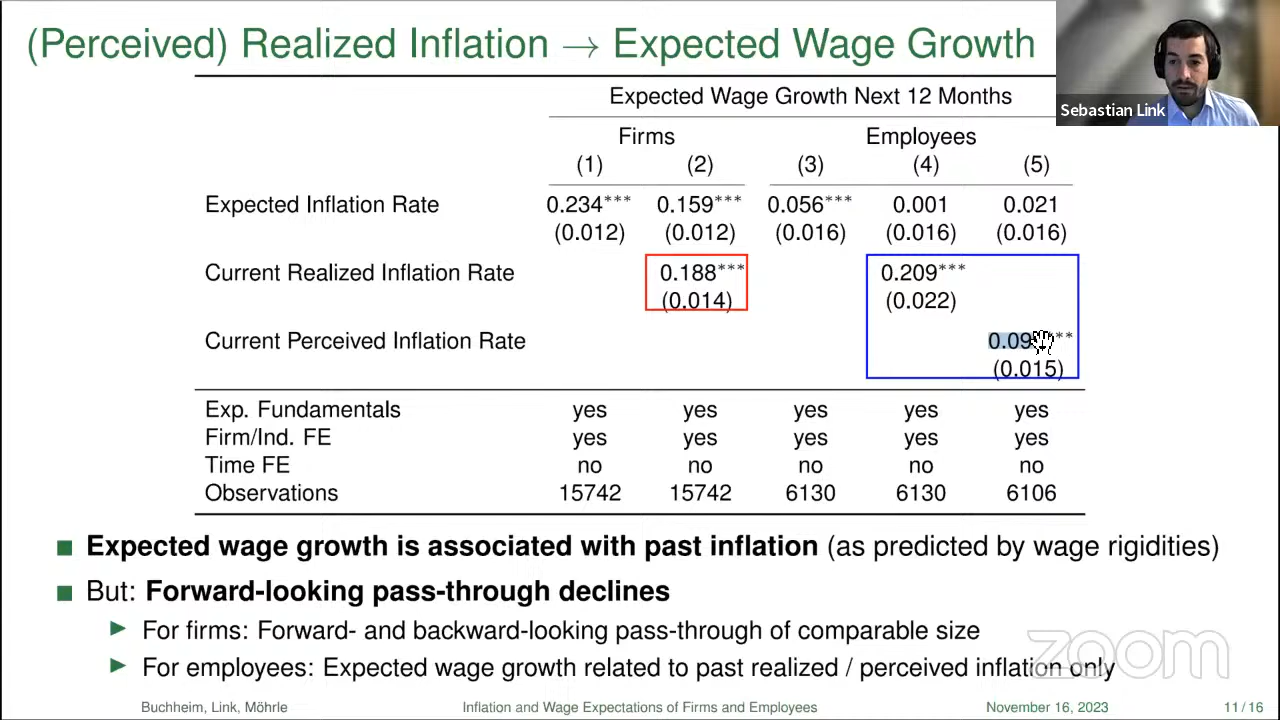 (Perceived) Realized Inflation → Expected Wage Growth
Sebastian Link
Expected Wage Growth Next 12 Months
Firms Employees
(1) (2) (3) (4) (5)
Expected Inflation Rate 0.234*** 0.159*** 0.056*** 0.001 0.021
(0.012) (0.012) (0.016) (0.016) (0.016)
Current Realized Inflation Rate 0.188*** 0.209***
(0.014) (0.022)
Current Perceived Inflation Rate
(0.015)
Exp. Fundamentals yes yes yes yes yes
Firm/Ind. FE yes yes yes yes yes
Time FE no no no no no
Observations 15742 15742 6130 6130 6106
Expected wage growth is associated with past inflation (as predicted by wage rigidities)
But: Forward-looking pass-through declines
For firms: Forward- and backward-looking pass-through of comparable size
For employees: Expected wage growth related to past realized / perceived inflation only
zoom
Buchheim, Link, Möhrle Inflation and Wage Expectations of Firms and Employees November 16, 2023 11 / 16